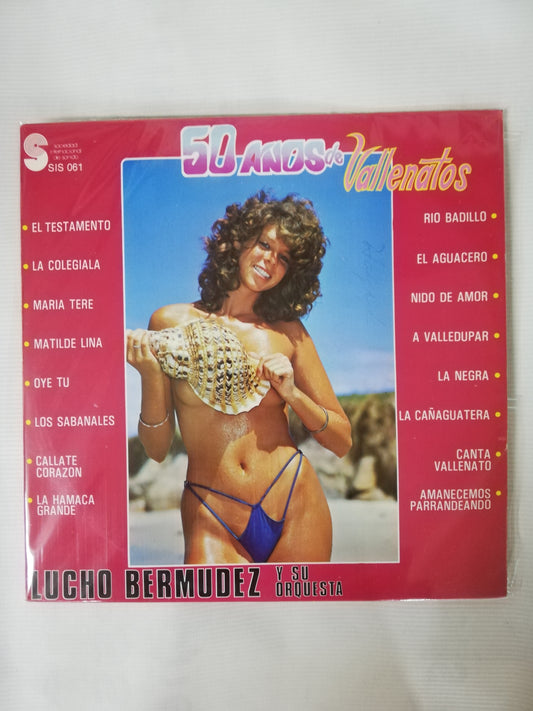 S
sociedad
internacional
de sonido
SIS 061
50 AÑOS de Vallenatos
EL TESTAMENTO
LA COLEGIALA
MARIA TERE
MATILDE LINA
OYE TU
LOS SABANALES
CALLATE
CORAZON
LA HAMACA
GRANDE
RIO BADILLO
EL AGUACERO
NIDO DE AMOR
A VALLEDUPAR
LA NEGRA
LA CAÑAGUATERA
CANTA
VALLENATO
AMANECEMOS
PARRANDEANDO
LUCHO BERMUDEZ Y SU
ORQUESTA